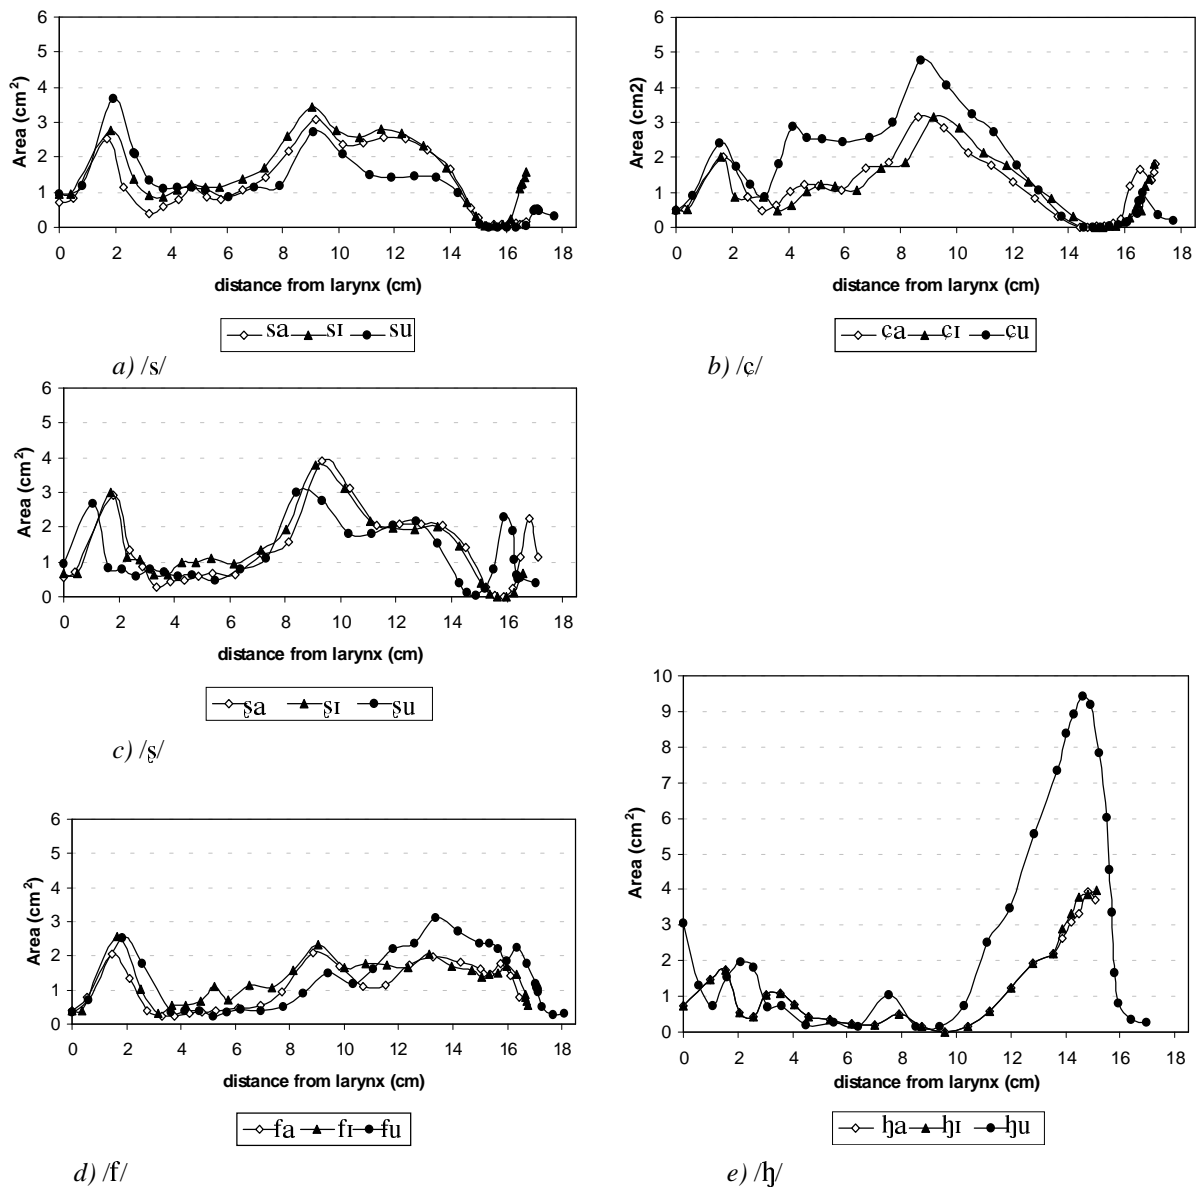 6
5
4
3
2
1
0
Area (cm²)
0 2 4 6 8 10 12 14 16 18
distance from larynx (cm)
sa sɪ su
a) /s/
6
5
4
3
2
1
0
Area (cm2)
0 2 4 6 8 10 12 14 16 18
distance from larynx (cm)
ɕa ɕɪ ɕu
b) /ɕ/
6
5
4
3
2
1
0
Area (cm²)
0 2 4 6 8 10 12 14 16 18
distance from larynx (cm)
ʂa ʂɪ ʂu
c) /ʂ/
6
5
4
3
2
1
0
Area (cm²)
0 2 4 6 8 10 12 14 16 18
distance from larynx (cm)
fa fɪ fu
d) /f/
10
9
8
7
6
5
4
3
2
1
0
Area (cm²)
0 2 4 6 8 10 12 14 16 18
distance from larynx (cm)
ɧa ɧɪ ɧu
e) /ɧ/